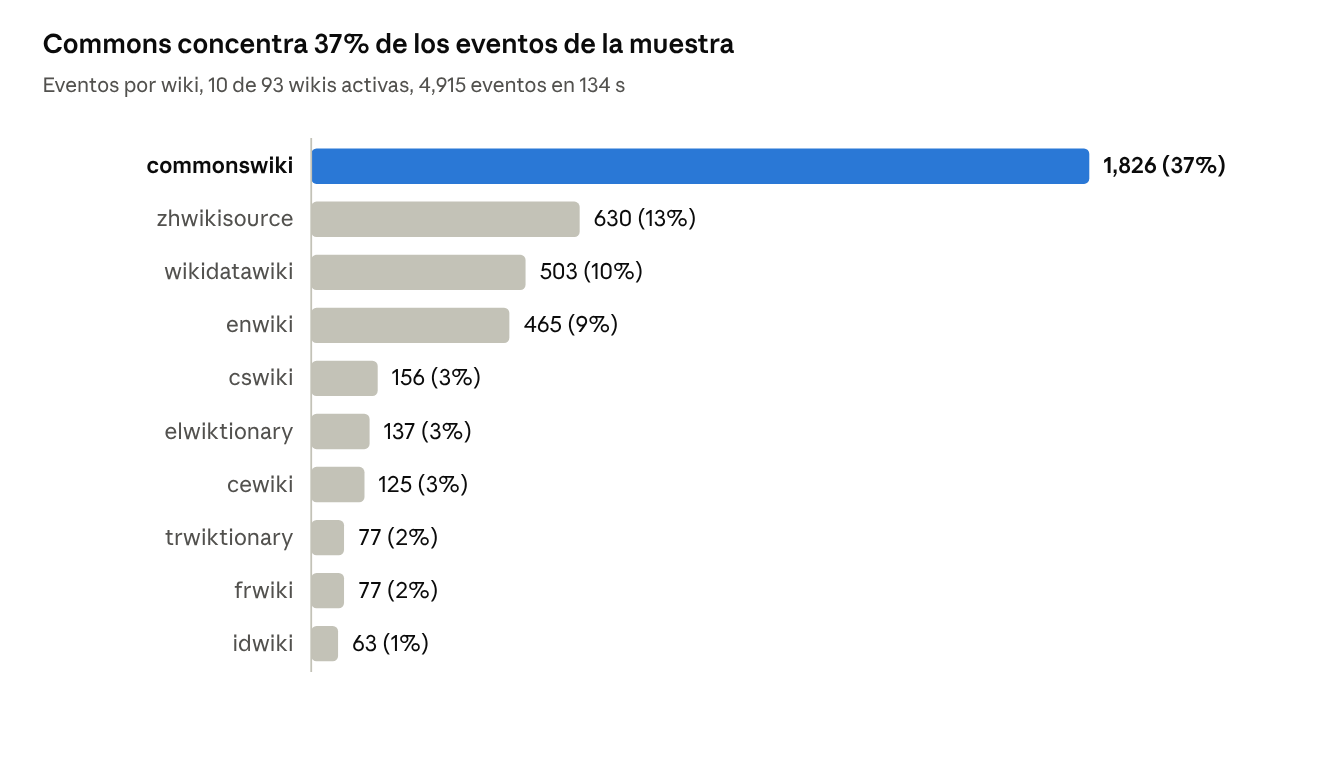 Commons concentra 37% de los eventos de la muestra
Eventos por wiki, 10 de 93 wikis activas, 4,915 eventos en 134 s
commonswiki 1,826 (37%)
zhwikisource 630 (13%)
wikidatawiki 503 (10%)
enwiki 465 (9%)
cswiki 156 (3%)
elwiktionary 137 (3%)
cewiki 125 (3%)
trwiktionary 77 (2%)
frwiki 77 (2%)
idwiki 63 (1%)